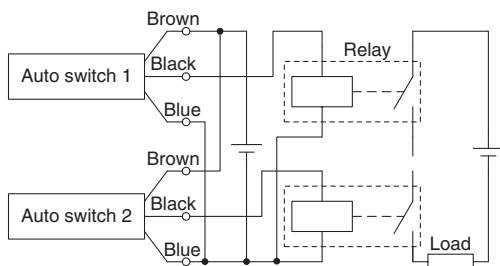 Brown
Auto switch 1
Black
Blue
Relay
Brown
Auto switch 2
Black
Blue
Load